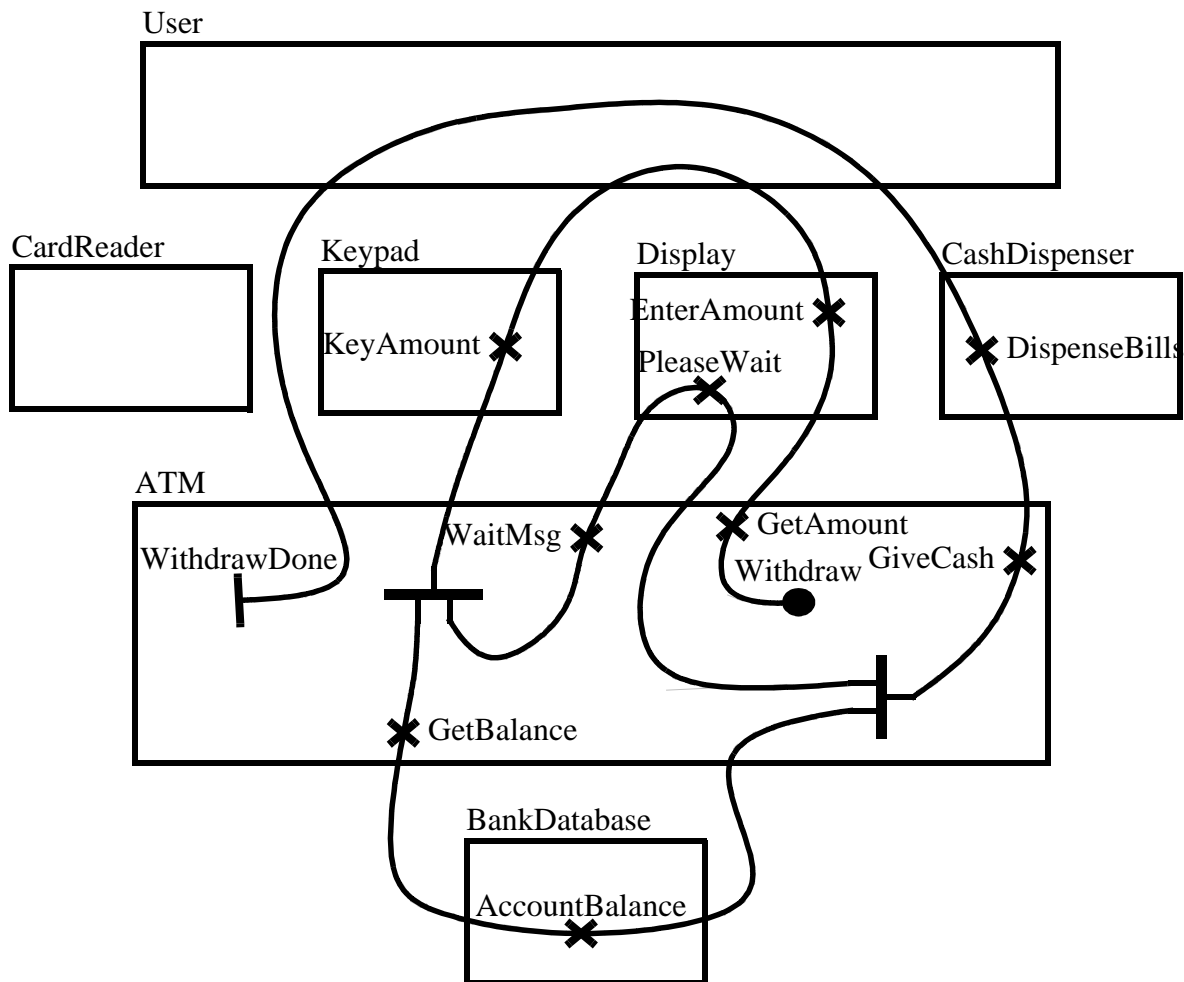 User
CardReader
Keypad
Display
CashDispenser
EnterAmount
KeyAmount
DispenseBills
PleaseWait
ATM
GetAmount
WaitMsg
WithdrawDone
GiveCash
Withdraw
GetBalance
BankDatabase
AccountBalance